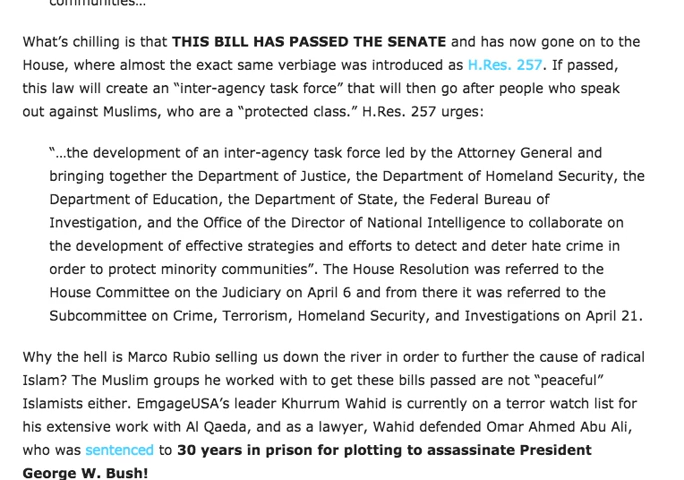 communities…
What's chilling is that THIS BILL HAS PASSED THE SENATE and has now gone on to the
House, where almost the exact same verbiage was introduced as H.Res. 257. If passed,
this law will create an "inter-agency task force" that will then go after people who speak
out against Muslims, who are a "protected class." H.Res. 257 urges:
"…the development of an inter-agency task force led by the Attorney General and
bringing together the Department of Justice, the Department of Homeland Security, the
Department of Education, the Department of State, the Federal Bureau of
Investigation, and the Office of the Director of National Intelligence to collaborate on
the development of effective strategies and efforts to detect and deter hate crime in
order to protect minority communities". The House Resolution was referred to the
House Committee on the Judiciary on April 6 and from there it was referred to the
Subcommittee on Crime, Terrorism, Homeland Security, and Investigations on April 21.
Why the hell is Marco Rubio selling us down the river in order to further the cause of radical
Islam? The Muslim groups he worked with to get these bills passed are not "peaceful"
Islamists either. EmgageUSA's leader Khurrum Wahid is currently on a terror watch list for
his extensive work with Al Qaeda, and as a lawyer, Wahid defended Omar Ahmed Abu Ali,
who was sentenced to 30 years in prison for plotting to assassinate President
George W. Bush!